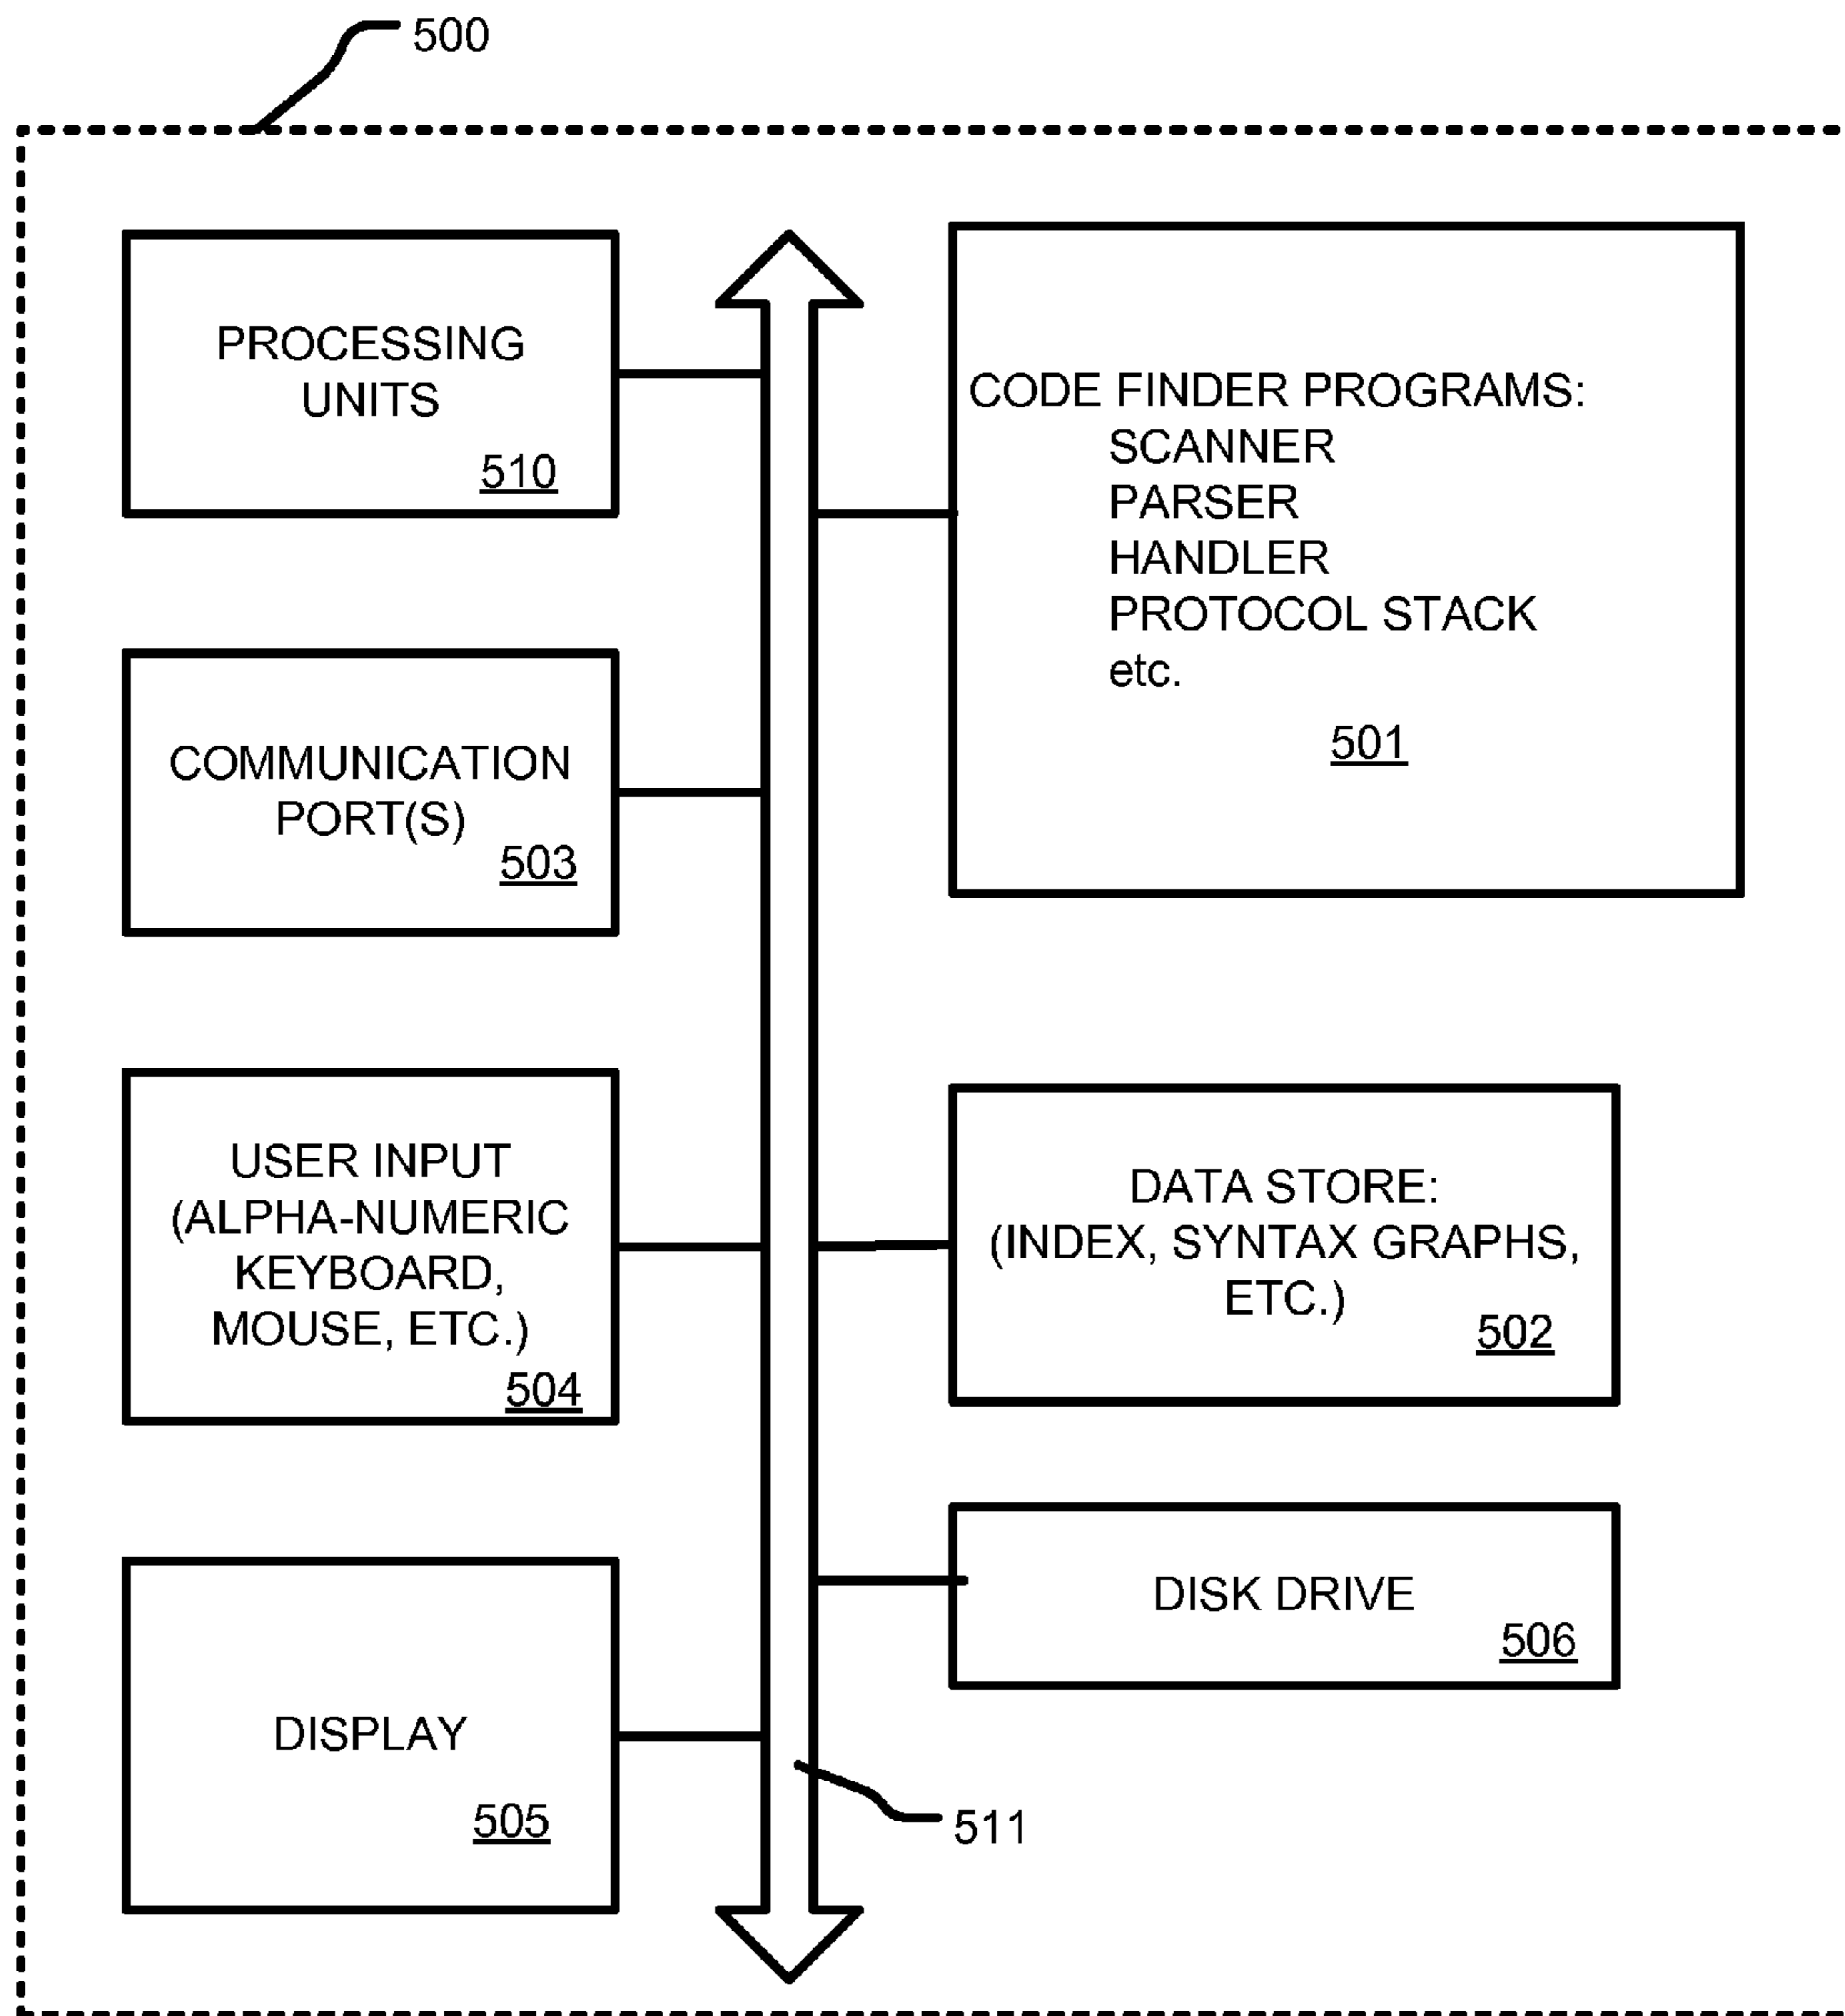 500
PROCESSING
UNITS
510
COMMUNICATION
PORT(S)
503
USER INPUT
(ALPHA-NUMERIC
KEYBOARD,
MOUSE, ETC.)
504
DISPLAY
505
CODE FINDER PROGRAMS:
SCANNER
PARSER
HANDLER
PROTOCOL STACK
etc.
501
DATA STORE:
(INDEX, SYNTAX GRAPHS,
ETC.)
502
DISK DRIVE
506
511